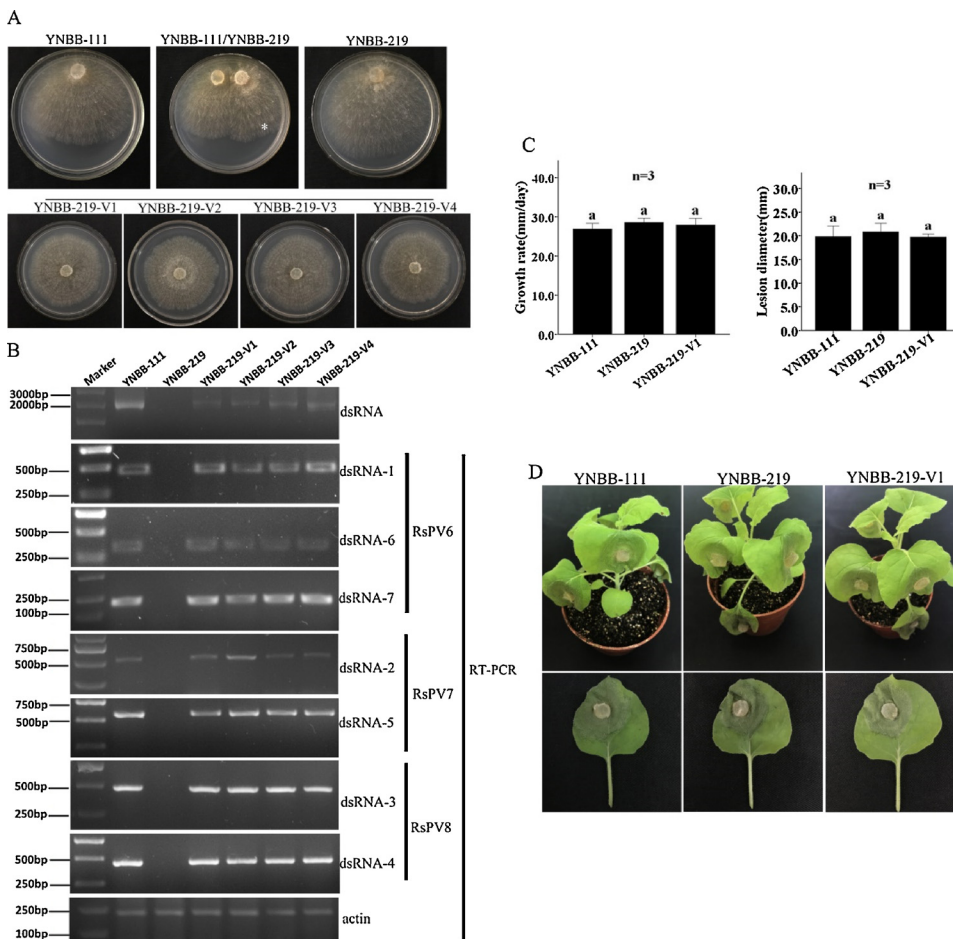 A
YNBB-111
YNBB-111/YNBB-219
YNBB-219
*
YNBB-219-V1
YNBB-219-V2
YNBB-219-V3
YNBB-219-V4
B
Marker
YNBB-111
YNBB-219
YNBB-219-V1
YNBB-219-V2
YNBB-219-V3
YNBB-219-V4
3000bp
2000bp
dsRNA
500bp
250bp
dsRNA-1
500bp
250bp
dsRNA-6
250bp
100bp
dsRNA-7
RsPV6
750bp
500bp
dsRNA-2
750bp
500bp
dsRNA-5
RsPV7
500bp
250bp
dsRNA-3
500bp
250bp
dsRNA-4
RsPV8
250bp
100bp
actin
RT-PCR
C
Growth rate(mm/day)
40.0
30.0
20.0
10.0
0.0
n=3
a a a
YNBB-111
YNBB-219
YNBB-219-V1
Lesion diameter(mm)
30.0
25.0
20.0
15.0
10.0
5.0
0.0
n=3
a a a
YNBB-111
YNBB-219
YNBB-219-V1
D
YNBB-111
YNBB-219
YNBB-219-V1